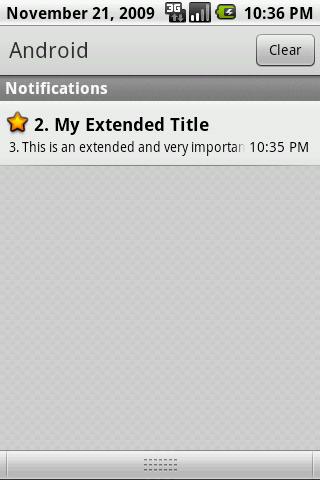 November 21, 2009 3G 10:36 PM
Android Clear
Notifications
2. My Extended Title
3. This is an extended and very importan 10:35 PM